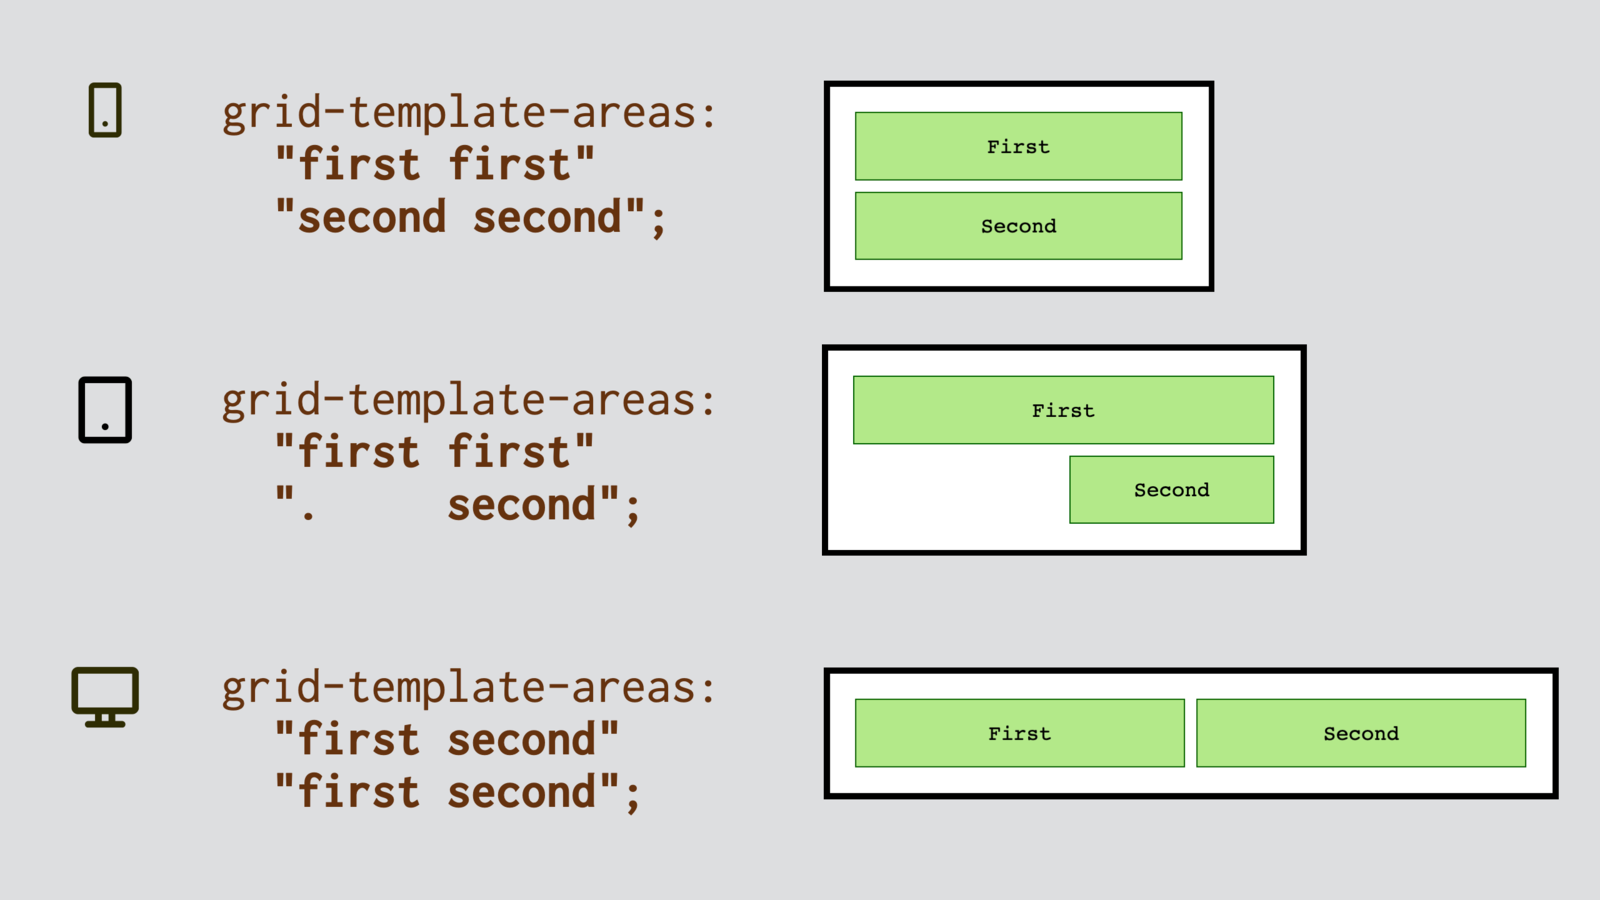 grid-template-areas:
"first first"
"second second";
First
Second
grid-template-areas:
"first first"
".     second";
First
Second
grid-template-areas:
"first second"
"first second";
First
Second